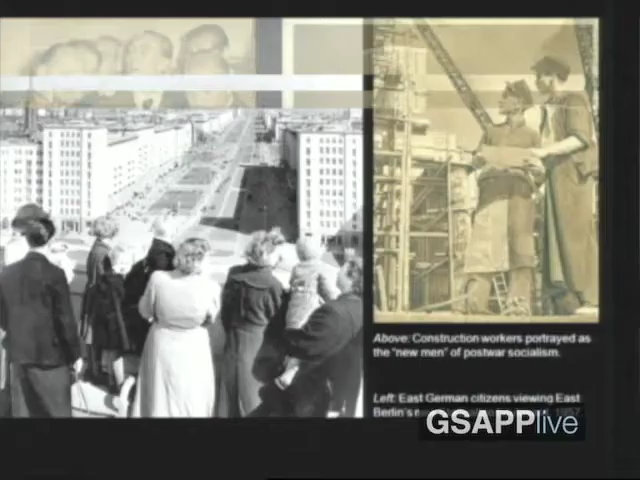 Above: Construction workers portrayed as
the “new men” of postwar socialism.
Left: East German citizens viewing East
Berlin's
GSAPPlive